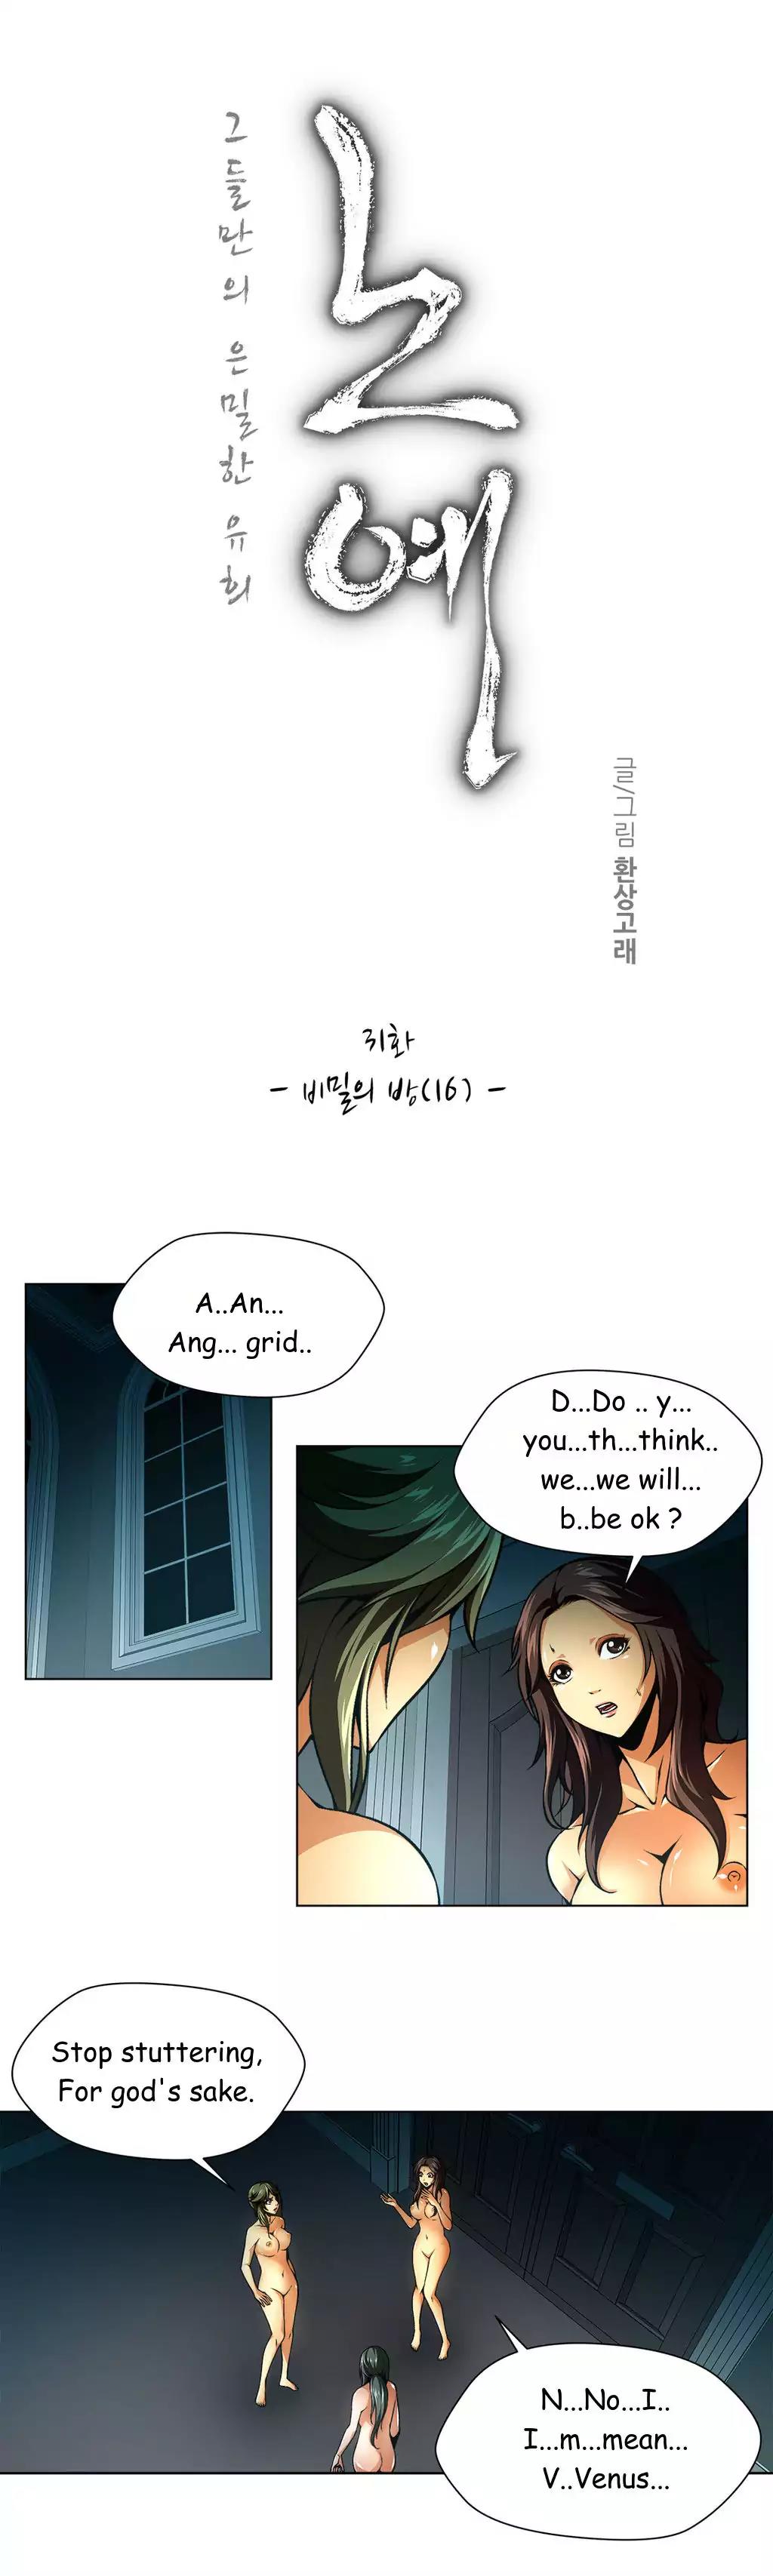 그들만의 은밀한 유희
노예
글/그림 환상고래
귀화
- 비밀의 방(16) -
A..An...
Ang... grid..
D...Do .. y...
you...th...think..
we...we will...
b..be ok ?
Stop stuttering,
For god's sake.
N...No...I..
I...m...mean...
V..Venus...